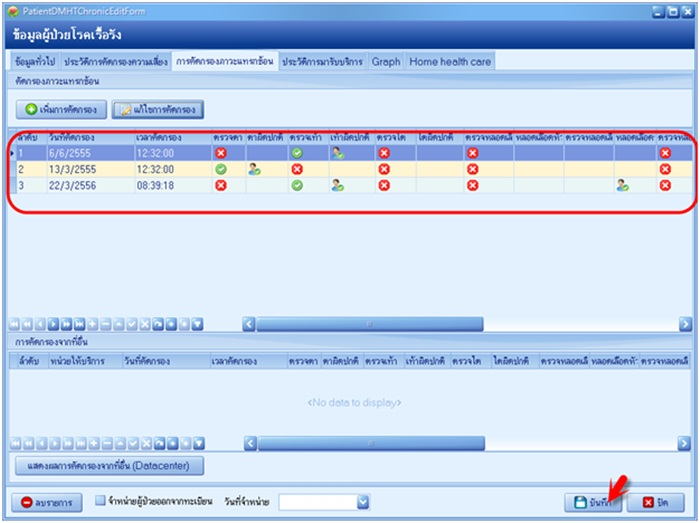 PatientDMHTChronicEditForm
ข้อมูลผู้ป่วยโรคเรื้อรัง
ข้อมูลทั่วไป ประวัติการคัดกรองความเสี่ยง การคัดกรองภาวะแทรกซ้อน ประวัติการมารับบริการ Graph Home health care
คัดกรองภาวะแทรกซ้อน
เพิ่มการคัดกรอง แก้ไขการคัดกรอง
ลำดับ วันที่คัดกรอง เวลาคัดกรอง ตรวจตา ตาผิดปกติ ตรวจเท้า เท้าผิดปกติ ตรวจไต ไตผิดปกติ ตรวจหลอดเลื หลอดเลือดหัว ตรวจหลอดเลื หลอดเลือด ตรวจหล
1 6/6/2555 12:32:00
2 13/3/2555 12:32:00
3 22/3/2556 08:39:18
การคัดกรองจากที่อื่น
ลำดับ หน่วยให้บริการ วันที่คัดกรอง เวลาคัดกรอง ตรวจตา ตาผิดปกติ ตรวจเท้า เท้าผิดปกติ ตรวจไต ไตผิดปกติ ตรวจหลอดเลื หลอดเลือดหัว ตรวจหลอดเลื
<No data to display>
แสดงผลการคัดกรองจากที่อื่น (Datacenter)
ลบรายการ จำหน่ายผู้ป่วยออกจากทะเบียน วันที่จำหน่าย บันทึก ปิด